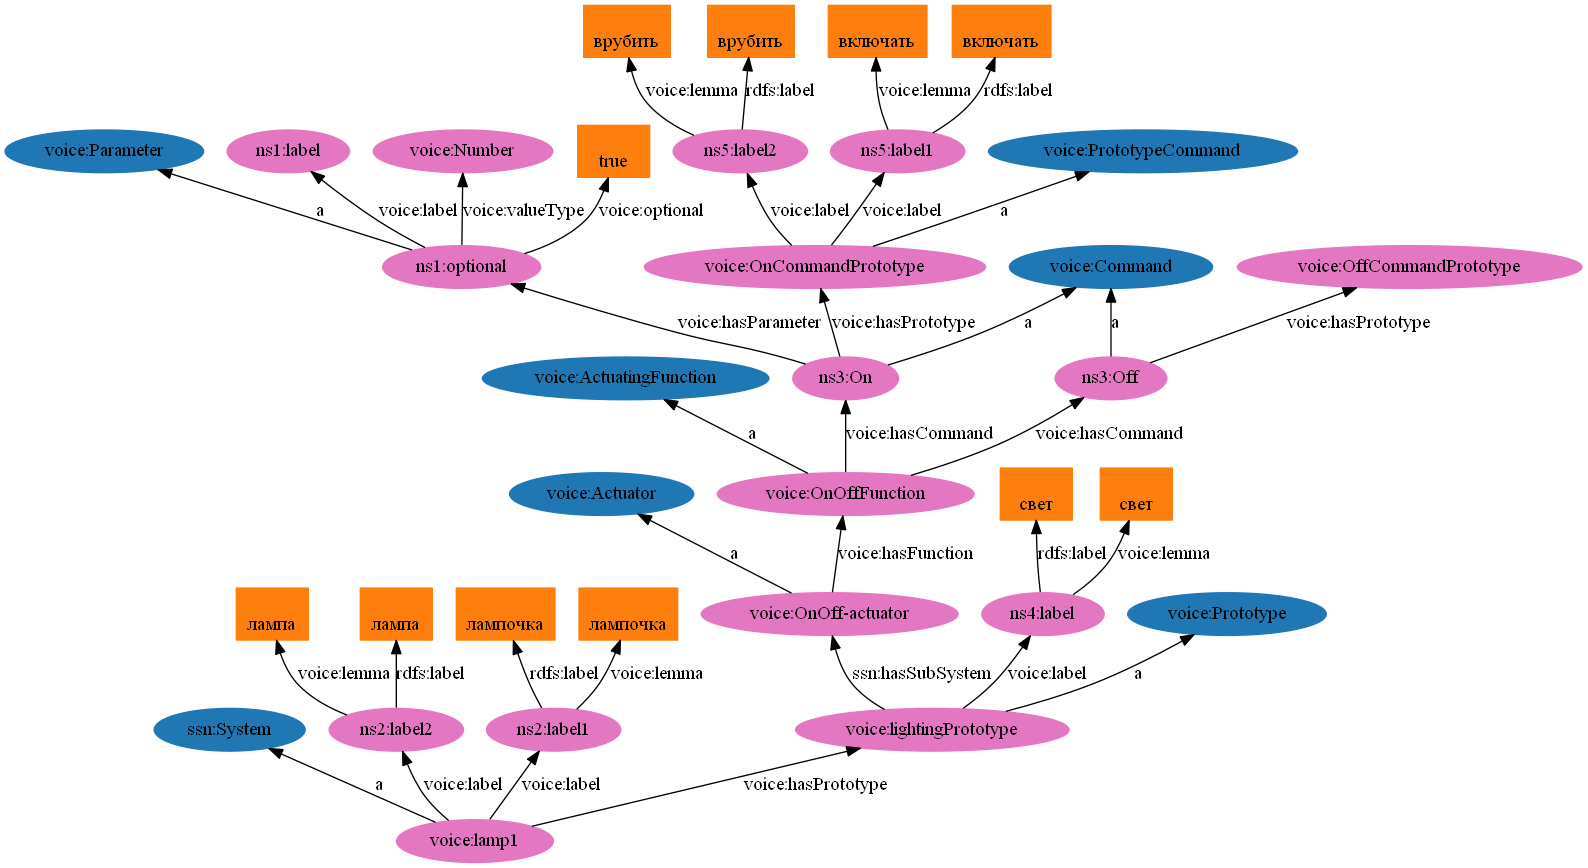 врубить
врубить
включать
включать
voice:lemma
rdfs:label
voice:lemma
rdfs:label
voice:Parameter
ns1:label
voice:Number
true
ns5:label2
ns5:label1
voice:PrototypeCommand
a
voice:label
voice:valueType
voice:optional
voice:label
voice:label
a
ns1:optional
voice:OnCommandPrototype
voice:Command
voice:OffCommandPrototype
voice:hasParameter
voice:hasPrototype
a
a
voice:hasPrototype
voice:ActuatingFunction
ns3:On
ns3:Off
a
voice:hasCommand
voice:hasCommand
voice:Actuator
voice:OnOffFunction
свет
свет
a
voice:hasFunction
rdfs:label
voice:lemma
лампа
лампа
лампочка
лампочка
voice:OnOff-actuator
ns4:label
voice:Prototype
voice:lemma
rdfs:label
rdfs:label
voice:lemma
ssn:hasSubSystem
voice:label
a
ssn:System
ns2:label2
ns2:label1
voice:lightingPrototype
a
voice:label
voice:label
voice:hasPrototype
voice:lamp1